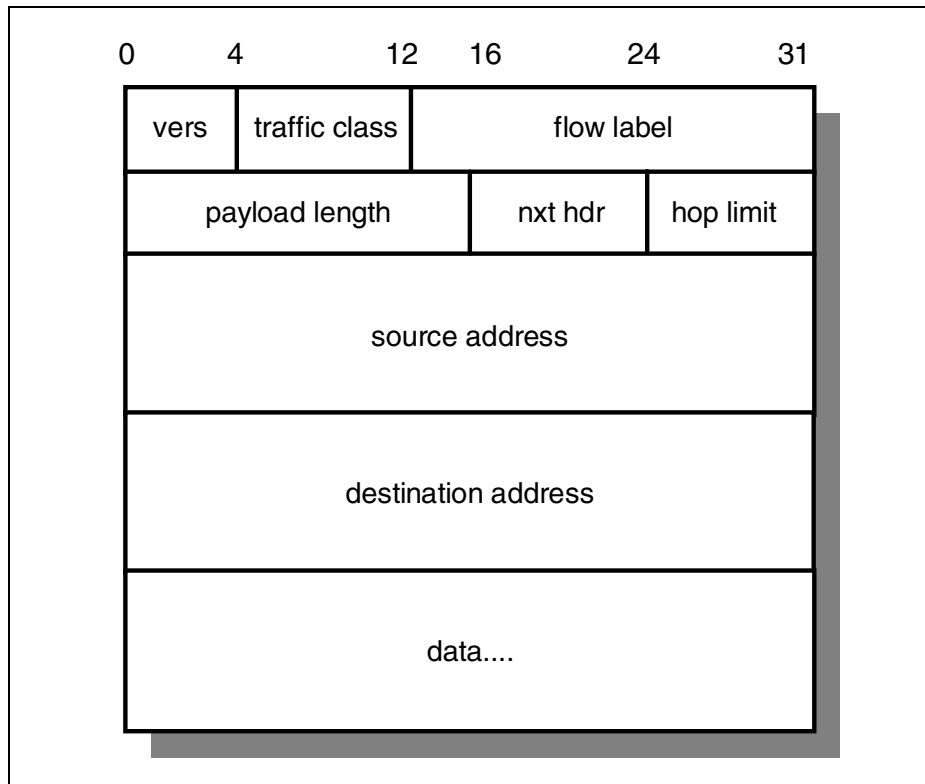 0 4 12 16 24 31
vers traffic class flow label
payload length nxt hdr hop limit
source address
destination address
data....